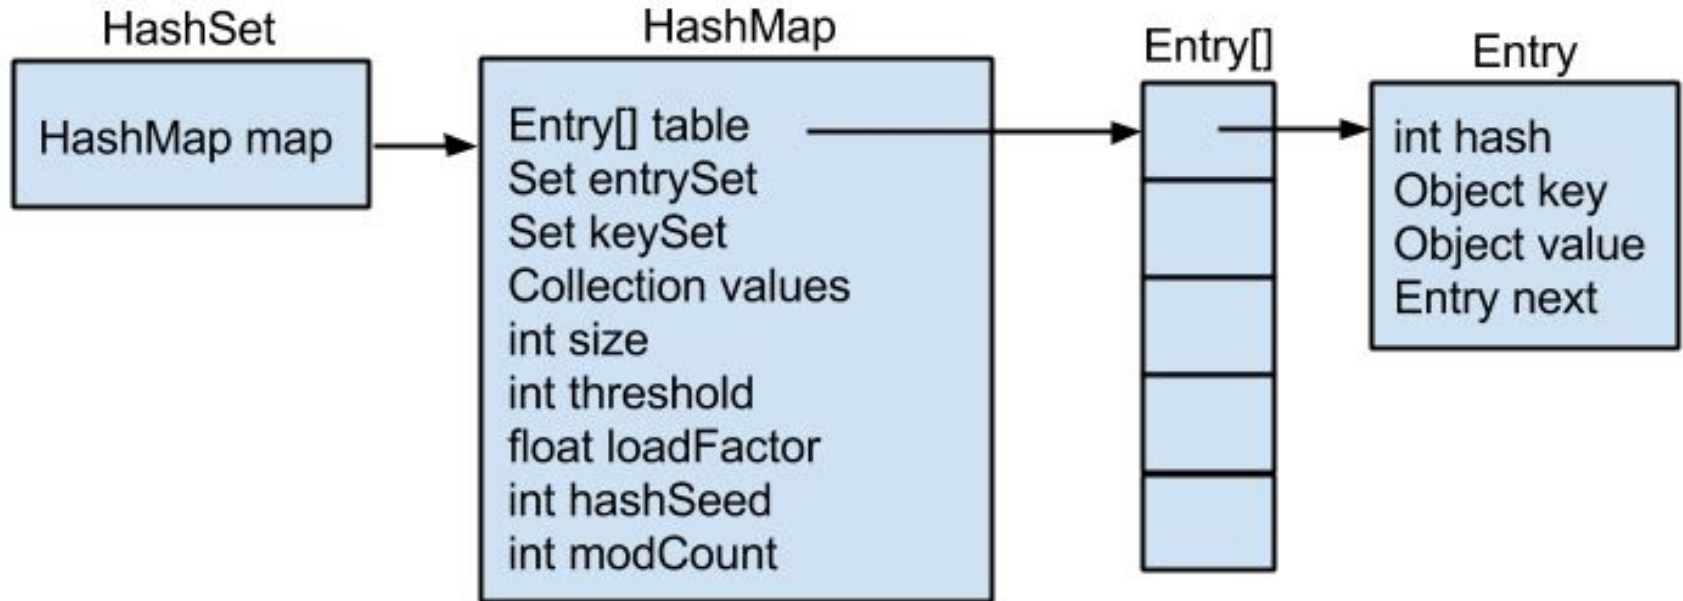 HashSet
HashMap map
HashMap
Entry[] table
Set entrySet
Set keySet
Collection values
int size
int threshold
float loadFactor
int hashSeed
int modCount
Entry[]
Entry
int hash
Object key
Object value
Entry next